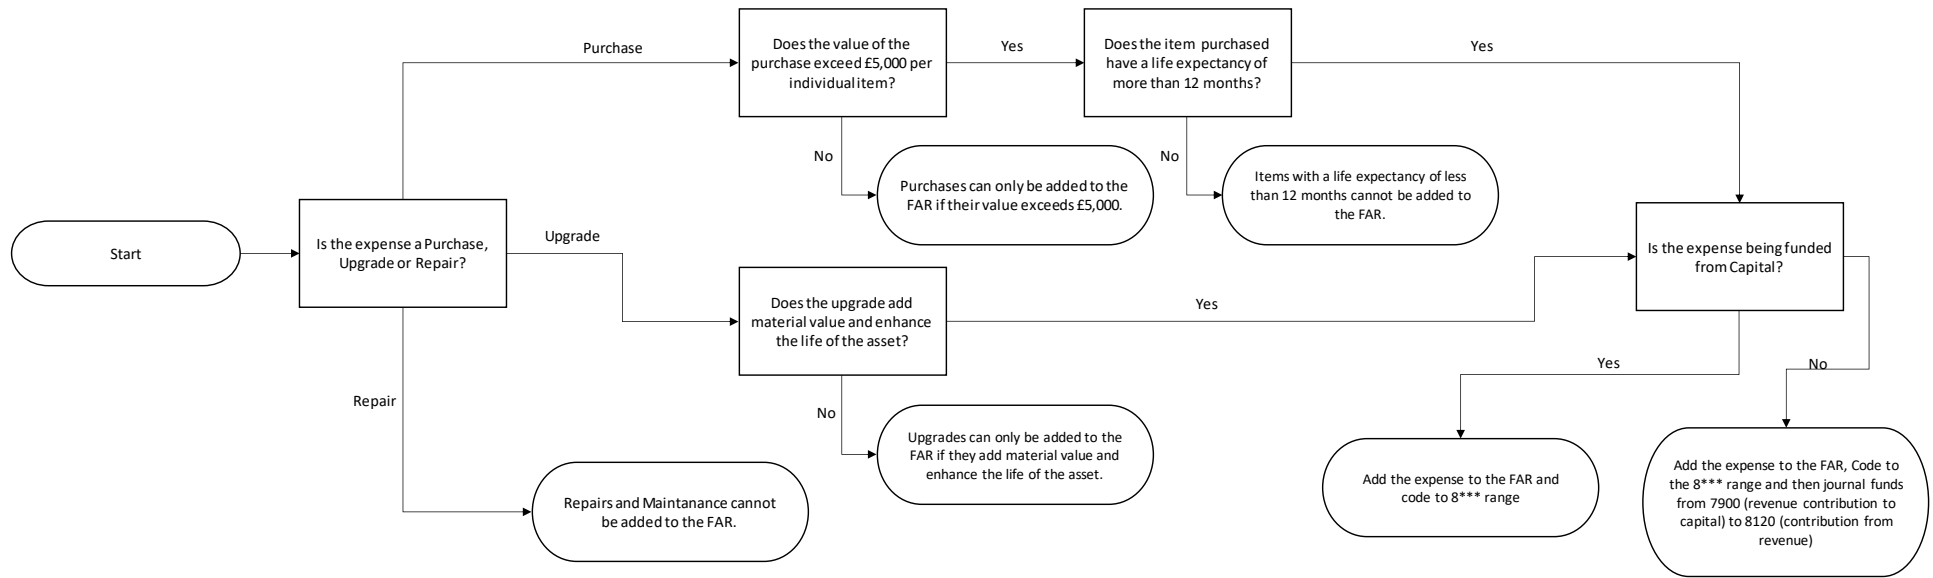 Start
Is the expense a Purchase,
Upgrade or Repair?
Purchase
Does the value of the
purchase exceed £5,000 per
individual item?
Yes
Does the item purchased
have a life expectancy of
more than 12 months?
Yes
No
Purchases can only be added to the
FAR if their value exceeds £5,000.
No
Items with a life expectancy of less
than 12 months cannot be added to
the FAR.
Upgrade
Does the upgrade add
material value and enhance
the life of the asset?
Yes
Is the expense being funded
from Capital?
No
Upgrades can only be added to the
FAR if they add material value and
enhance the life of the asset.
Repair
Repairs and Maintanance cannot
be added to the FAR.
Yes
Add the expense to the FAR and
code to 8*** range
No
Add the expense to the FAR, Code to
the 8*** range and then journal funds
from 7900 (revenue contribution to
capital) to 8120 (contribution from
revenue)